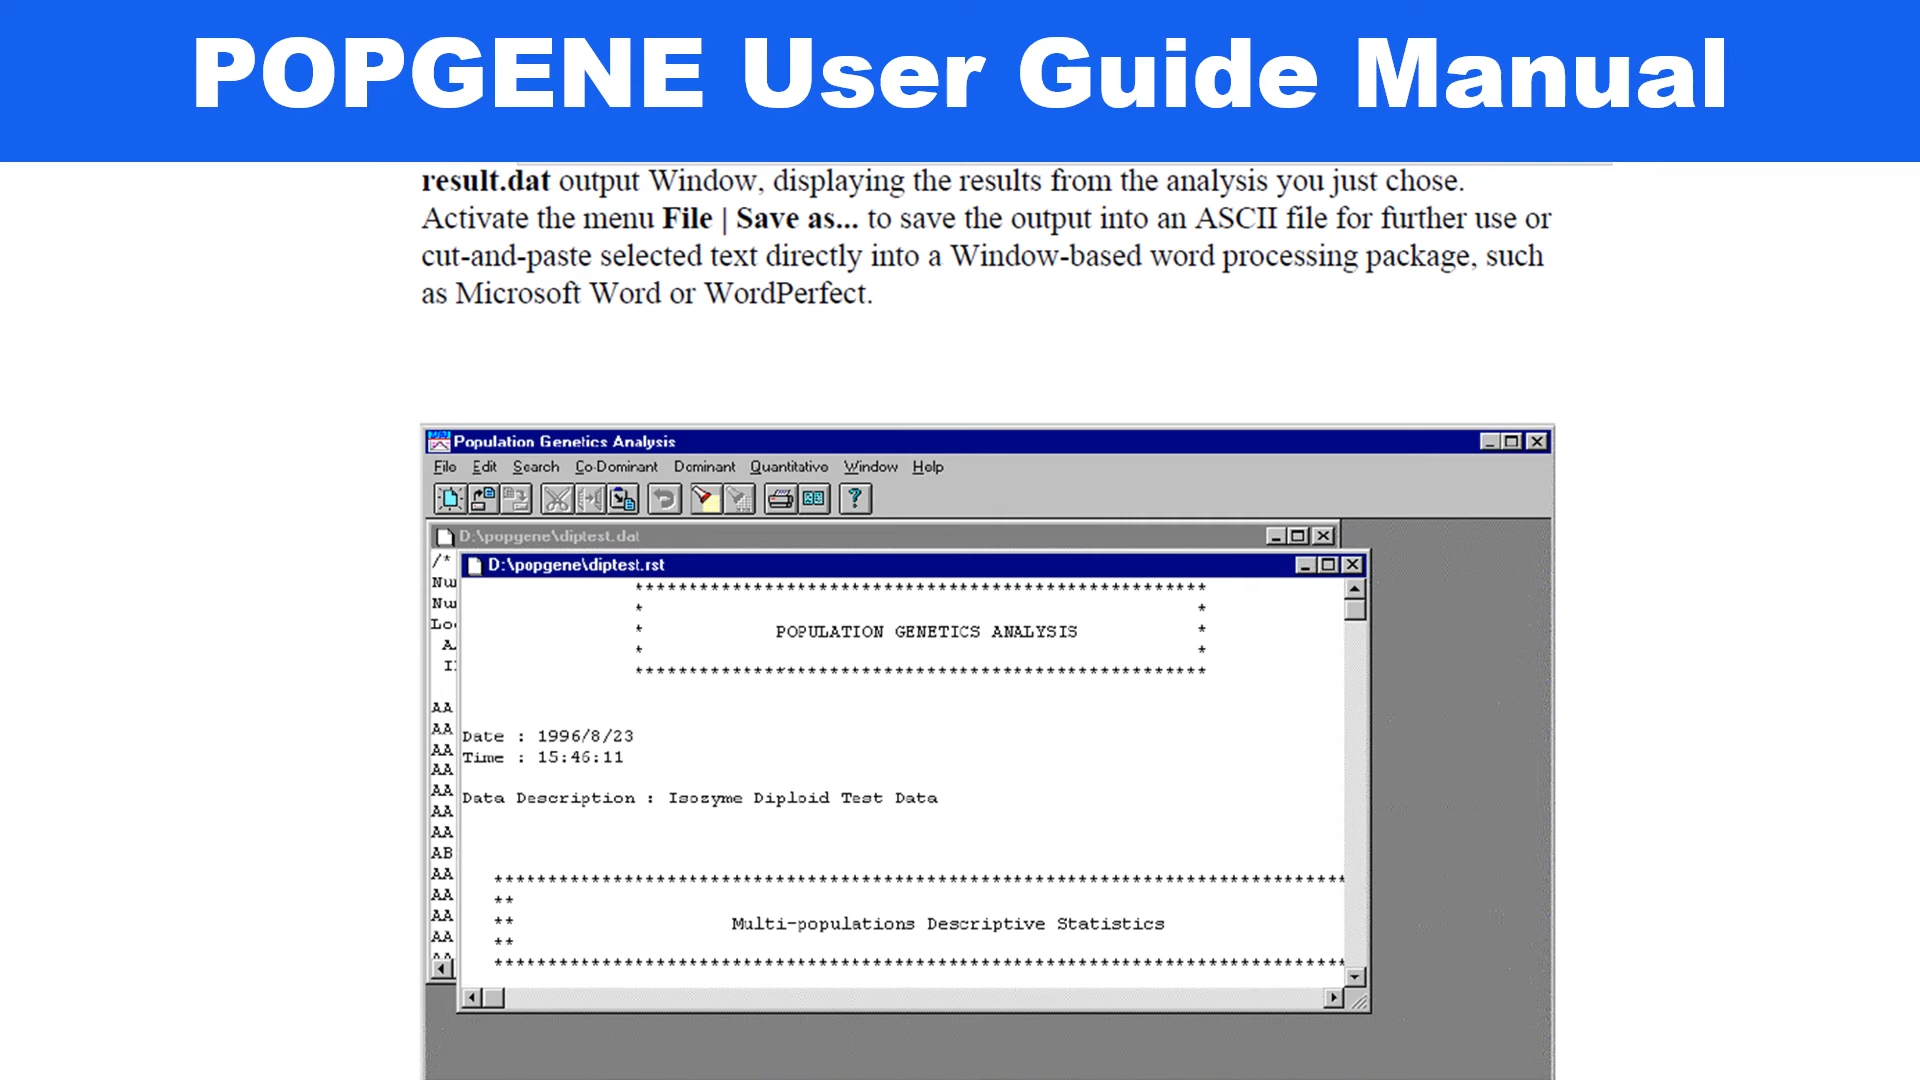 POPGENE User Guide Manual
result.dat output Window, displaying the results from the analysis you just chose.
Activate the menu File | Save as... to save the output into an ASCII file for further use or
cut-and-paste selected text directly into a Window-based word processing package, such
as Microsoft Word or WordPerfect.
Population Genetics Analysis
File Edit Search Co-Dominant Dominant Quantitative Window Help
D:\popgene\diptest.dat
/*
D:\popgene\diptest.rst
Nu
Nu
Lo
POPULATION GENETICS ANALYSIS
AA
AA
Date : 1996/8/23
AA
Time : 15:46:11
AA
AA
Data Description : Isozyme Diploid Test Data
AA
AA
AB
AA
AA
AA
Multi-populations Descriptive Statistics
AA